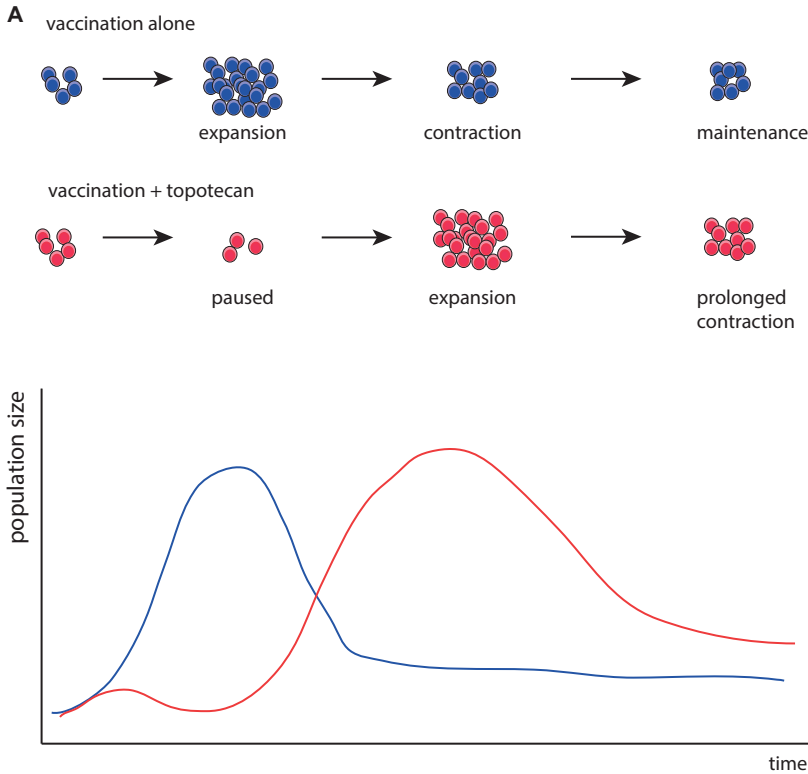 A
vaccination alone
expansion
contraction
maintenance
vaccination + topotecan
paused
expansion
prolonged
contraction
population size
time